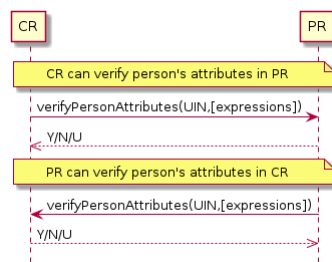 CR PR
CR can verify person's attributes in PR
verifyPersonAttributes(UIN,[expressions])
Y/N/U
PR can verify person's attributes in CR
verifyPersonAttributes(UIN,[expressions])
Y/N/U